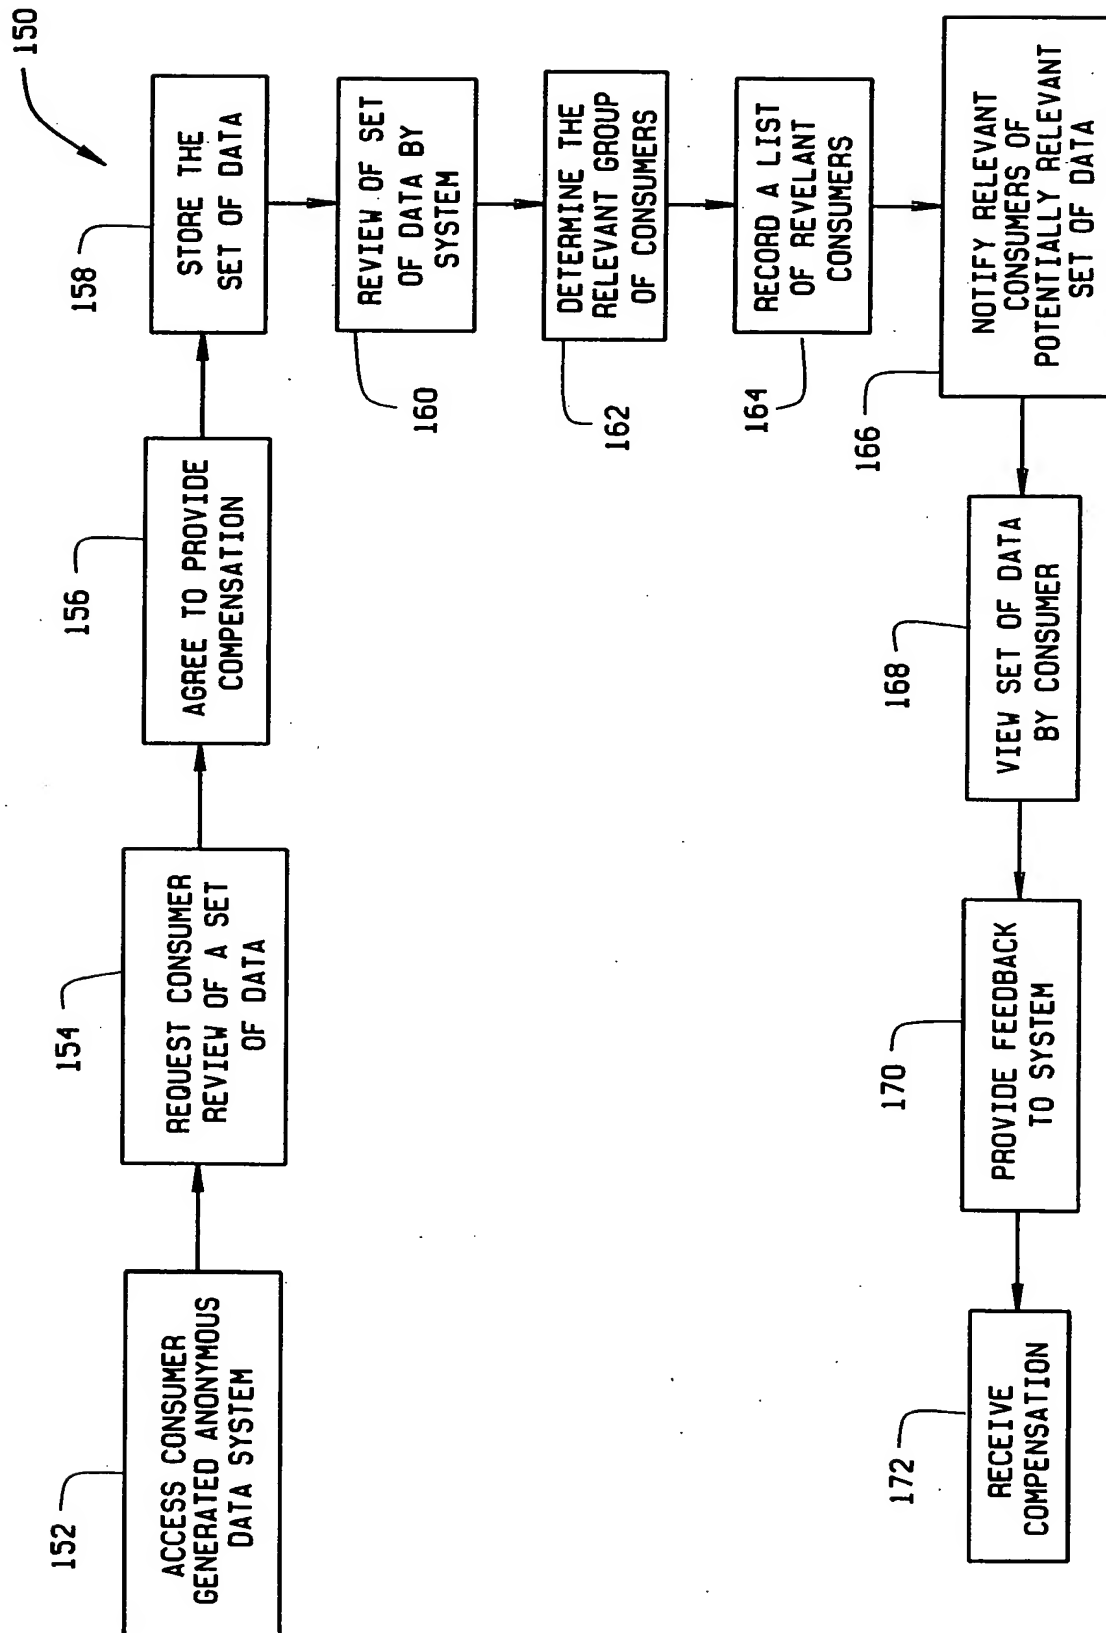 150
152
ACCESS CONSUMER
GENERATED ANONYMOUS
DATA SYSTEM
154
REQUEST CONSUMER
REVIEW OF A SET
OF DATA
156
AGREE TO PROVIDE
COMPENSATION
158
STORE THE
SET OF DATA
160
REVIEW OF SET
OF DATA BY
SYSTEM
162
DETERMINE THE
RELEVANT GROUP
OF CONSUMERS
164
RECORD A LIST
OF REVELANT
CONSUMERS
166
NOTIFY RELEVANT
CONSUMERS OF
POTENTIALLY RELEVANT
SET OF DATA
168
VIEW SET OF DATA
BY CONSUMER
170
PROVIDE FEEDBACK
TO SYSTEM
172
RECEIVE
COMPENSATION